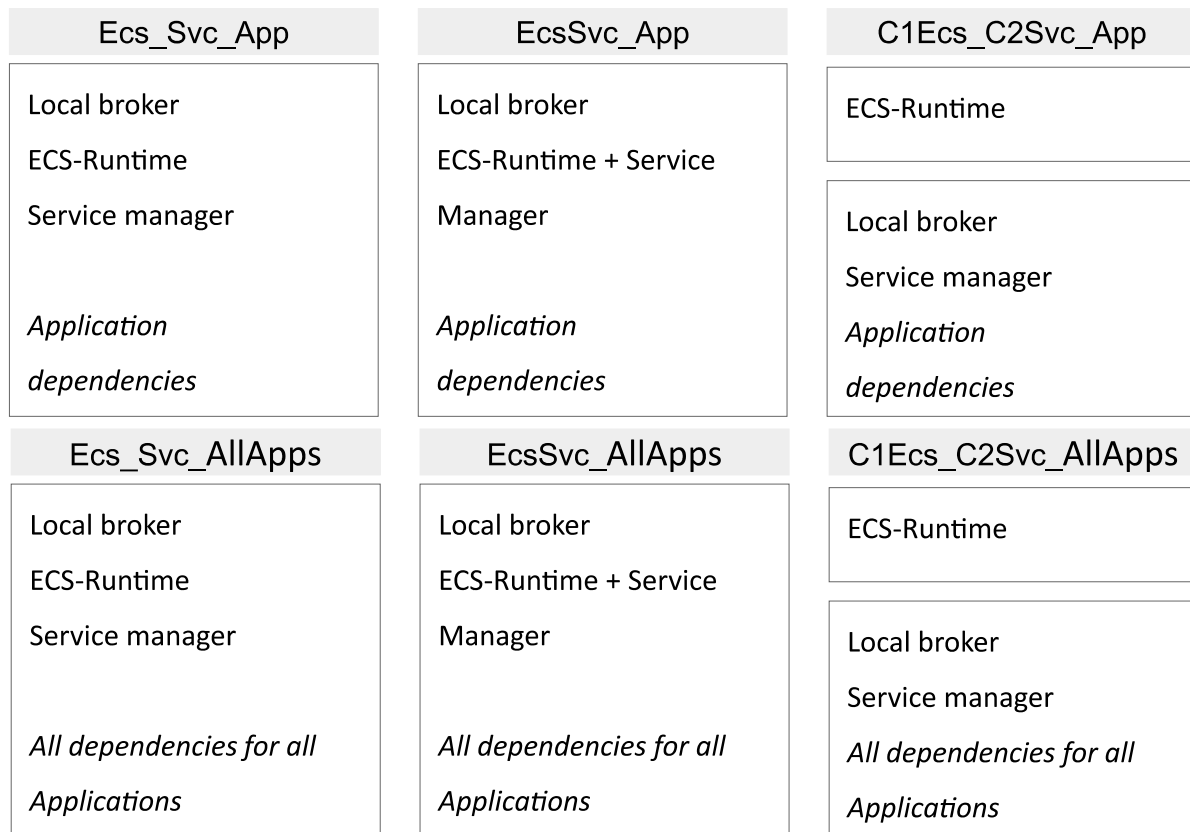 Ecs_Svc_App
Local broker
ECS-Runtime
Service manager
Application
dependencies
EcsSvc_App
Local broker
ECS-Runtime + Service
Manager
Application
dependencies
C1Ecs_C2Svc_App
ECS-Runtime
Local broker
Service manager
Application
dependencies
Ecs_Svc_AllApps
Local broker
ECS-Runtime
Service manager
All dependencies for all
Applications
EcsSvc_AllApps
Local broker
ECS-Runtime + Service
Manager
All dependencies for all
Applications
C1Ecs_C2Svc_AllApps
ECS-Runtime
Local broker
Service manager
All dependencies for all
Applications